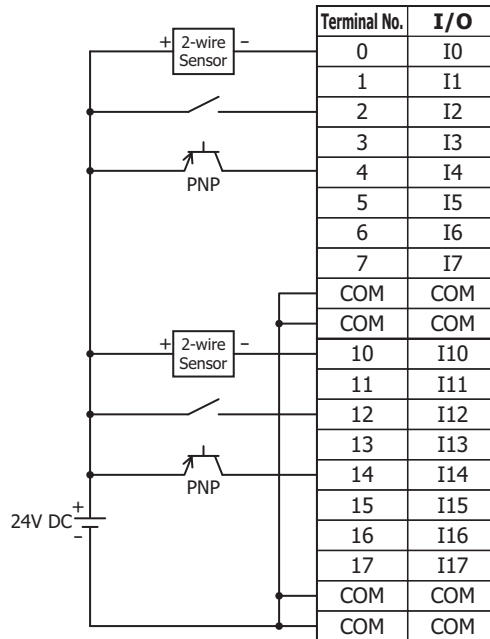 Terminal No. I/O
+ 2-wire Sensor – 0 I0
1 I1
2 I2
3 I3
PNP 4 I4
5 I5
6 I6
7 I7
COM COM
COM COM
+ 2-wire Sensor – 10 I10
11 I11
12 I12
13 I13
PNP 14 I14
15 I15
24V DC + – 16 I16
17 I17
COM COM
COM COM